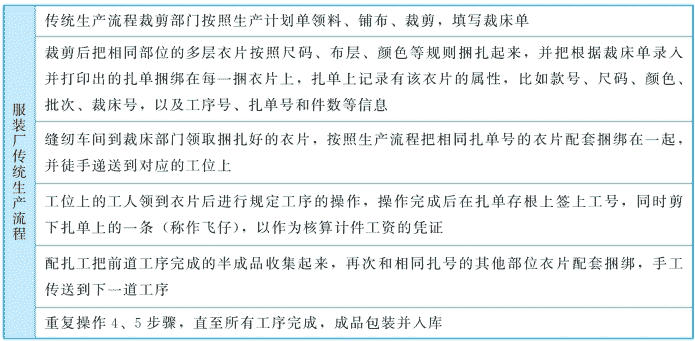 服装厂传统生产流程
传统生产流程裁剪部门按照生产计划单领料、铺布、裁剪，填写裁床单
裁剪后把相同部位的多层衣片按照尺码、布层、颜色等规则捆扎起来，并把根据裁床单录入
并打印出的扎单捆绑在每一捆衣片上，扎单上记录有该衣片的属性，比如款号、尺码、颜色、
批次、裁床号，以及工序号、扎单号和件数等信息
缝纫车间到裁床部门领取捆扎好的衣片，按照生产流程把相同扎单号的衣片配套捆绑在一起，
并徒手递送到对应的工位上
工位上的工人领到衣片后进行规定工序的操作，操作完成后在扎单存根上签上工号，同时剪
下扎单上的一条（称作飞仔），以作为核算计件工资的凭证
配扎工把前道工序完成的半成品收集起来，再次和相同扎号的其他部位衣片配套捆绑，手工
传送到下一道工序
重复操作 4、5 步骤，直至所有工序完成，成品包装并入库